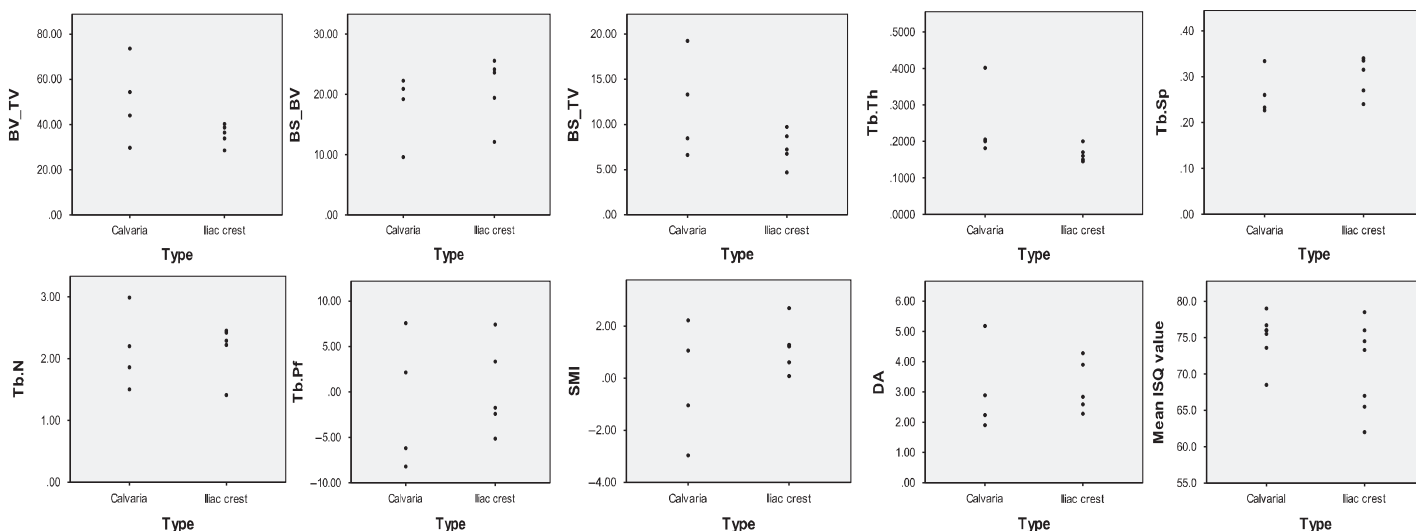 BV_TV
80.00
60.00
40.00
20.00
.00
Calvaria Iliac crest
Type
BS_BV
30.00
20.00
10.00
.00
Calvaria Iliac crest
Type
BS_TV
20.00
15.00
10.00
5.00
.00
Calvaria Iliac crest
Type
Tb.Th
.5000
.4000
.3000
.2000
.1000
.0000
Calvaria Iliac crest
Type
Tb.Sp
.40
.30
.20
.10
.00
Calvaria Iliac crest
Type
Tb.N
3.00
2.00
1.00
.00
Calvaria Iliac crest
Type
Tb.Pf
10.00
5.00
.00
–5.00
–10.00
Calvaria Iliac crest
Type
SMI
2.00
.00
–2.00
–4.00
Calvaria Iliac crest
Type
DA
6.00
5.00
4.00
3.00
2.00
1.00
.00
Calvaria Iliac crest
Type
Mean ISQ value
80.0
75.0
70.0
65.0
60.0
55.0
Calvarial Iliac crest
Type